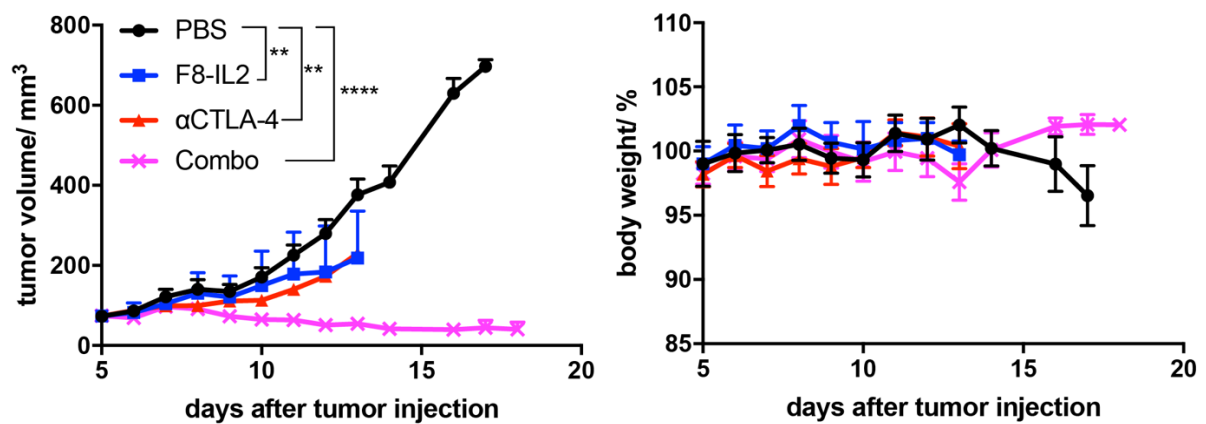 800
600
400
200
0
tumor volume/ mm³
PBS
F8-IL2
αCTLA-4
Combo
**
**
****
5 10 15 20
days after tumor injection
110
105
100
95
90
85
body weight/ %
5 10 15 20
days after tumor injection